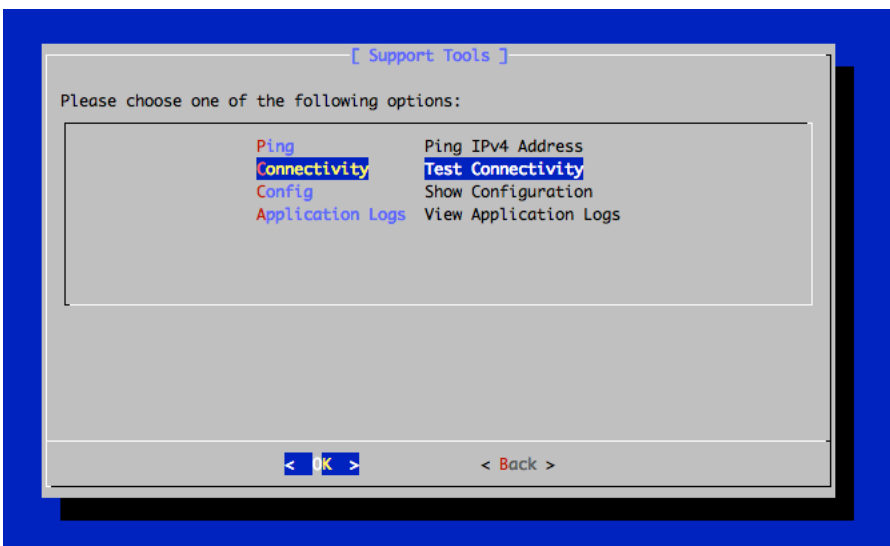 [ Support Tools ]
Please choose one of the following options:
Ping Ping IPv4 Address
Connectivity Test Connectivity
Config Show Configuration
Application Logs View Application Logs
< OK > < Back >